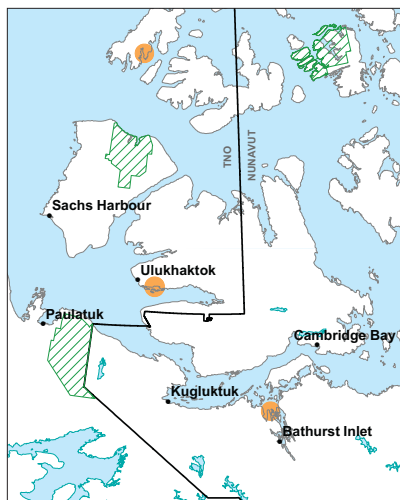 TNO
NUNAVUT
Sachs Harbour
Ulukhaktok
Paulatuk
Cambridge Bay
Kugluktuk
Bathurst Inlet